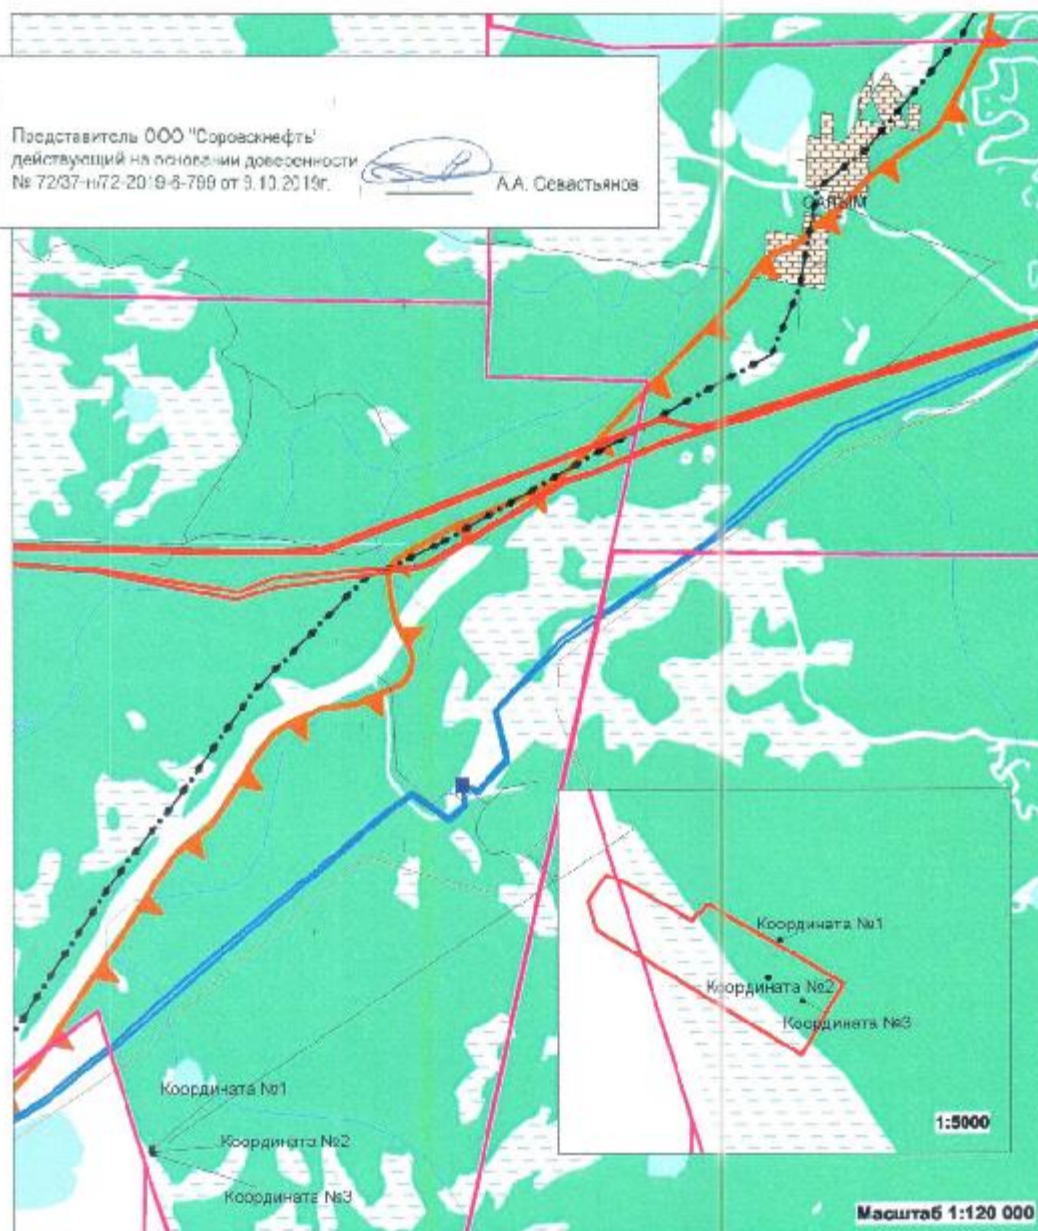 Представитель ООО "Соровскнефть"
действующий на основании доверенности
№ 72/37-н/72-2019-6-799 от 9.10.2019г.
А.А. Севастьянов
САЛЫМ
Координата №1
Координата №2
Координата №3
1:5000
Координата №1
Координата №2
Координата №3
Масштаб 1:120 000